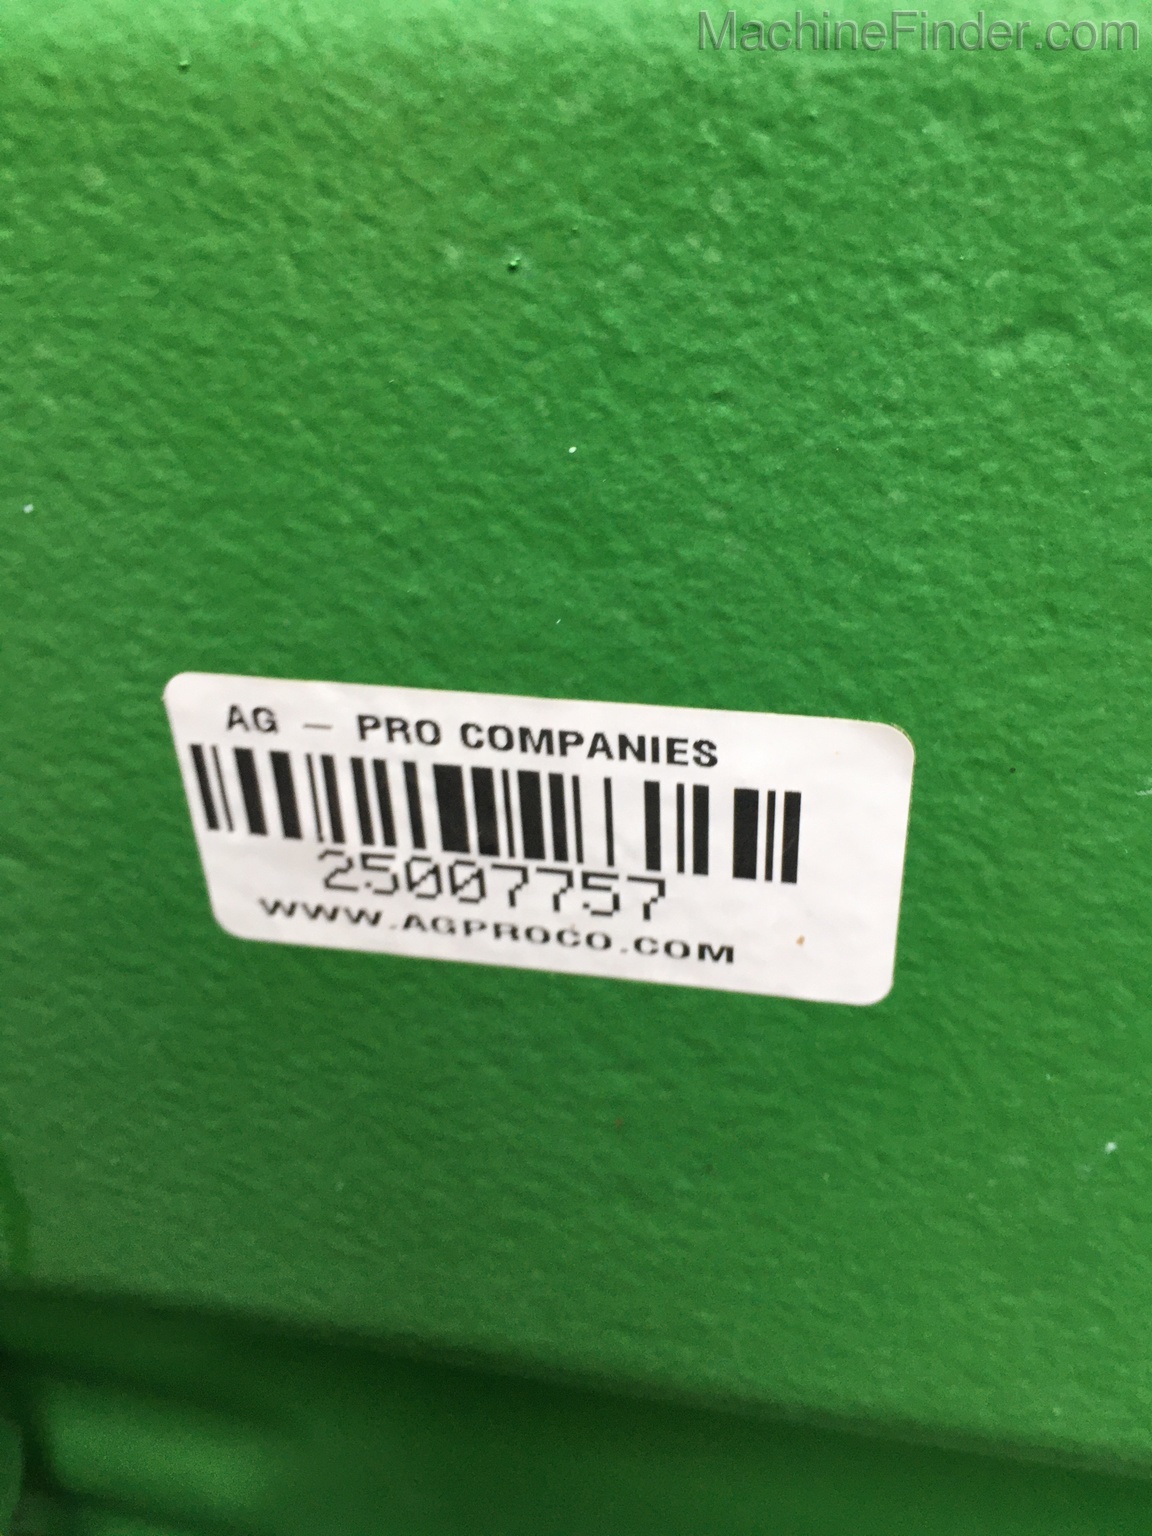 MachineFinder.com
AG - PRO COMPANIES
25007757
WWW.AGPROCO.COM